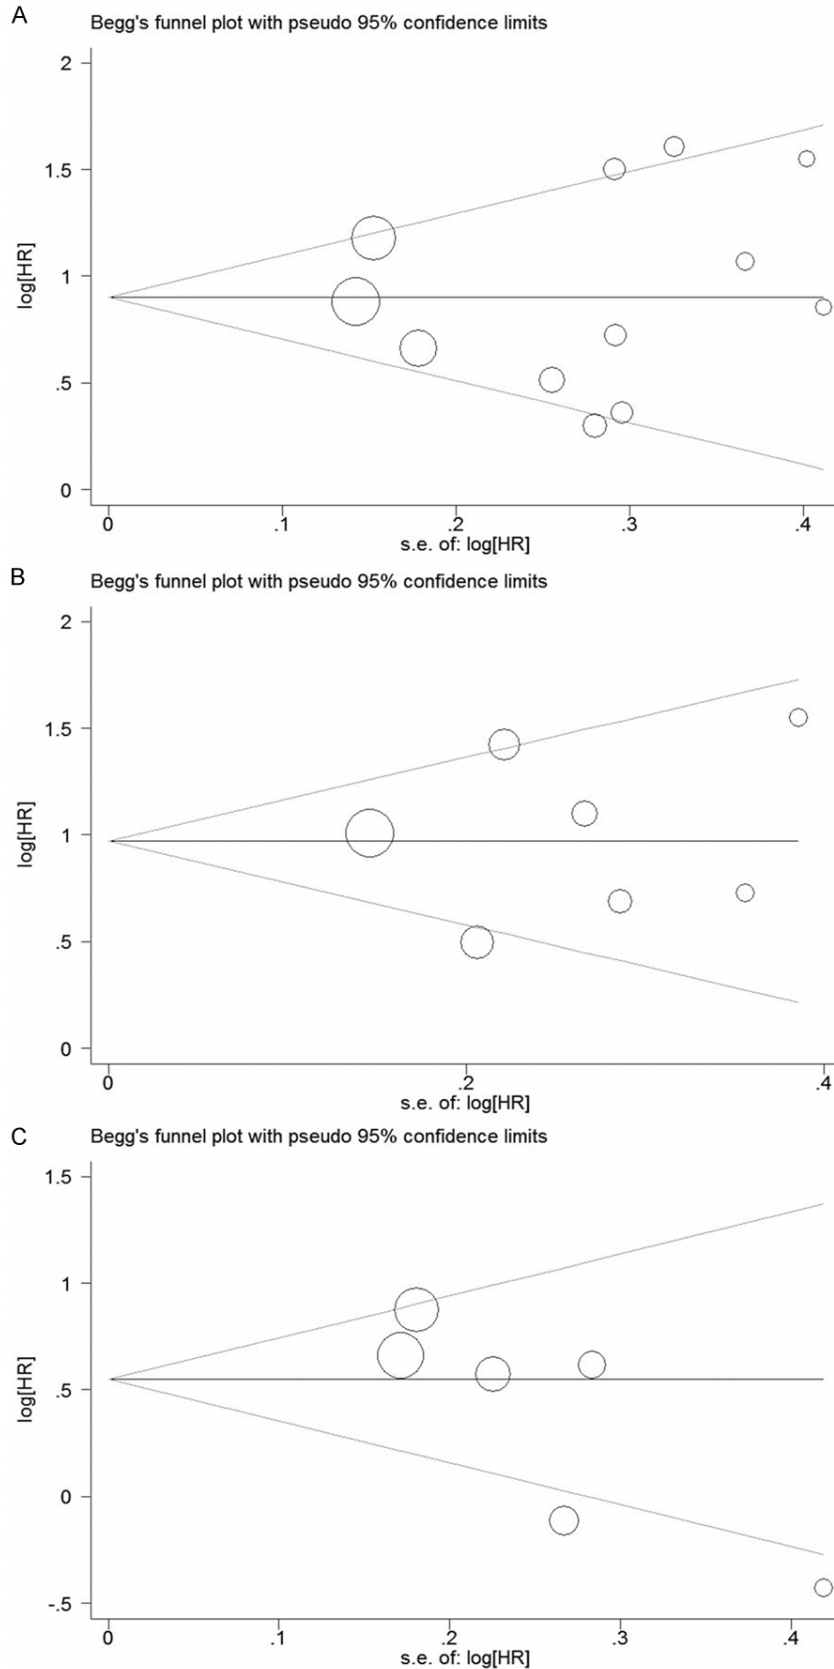 A
Begg's funnel plot with pseudo 95% confidence limits
2
1.5
1
.5
0
log[HR]
0 .1 .2 .3 .4
s.e. of: log[HR]
B
Begg's funnel plot with pseudo 95% confidence limits
2
1.5
1
.5
0
log[HR]
0 .2 .4
s.e. of: log[HR]
C
Begg's funnel plot with pseudo 95% confidence limits
1.5
1
.5
0
-.5
log[HR]
0 .1 .2 .3 .4
s.e. of: log[HR]